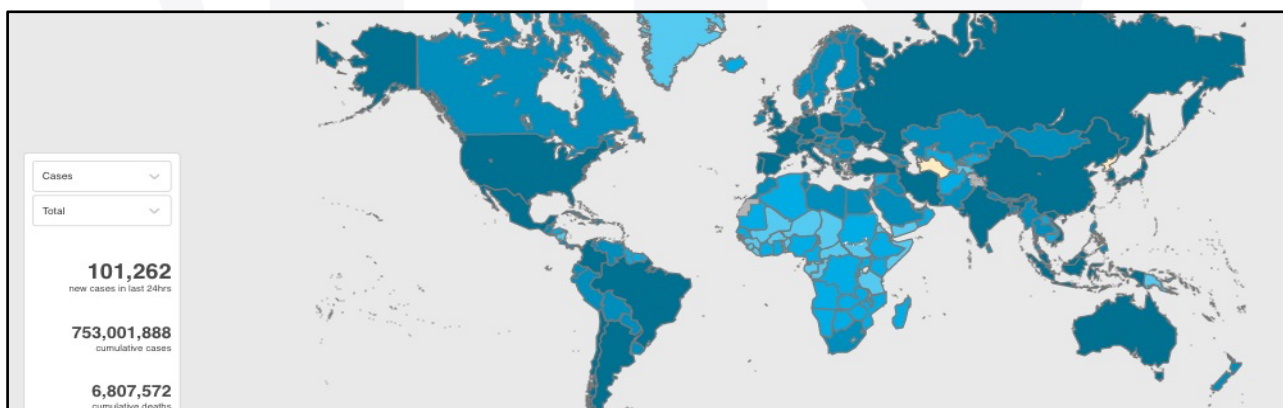 Cases
Total
101,262
new cases in last 24hrs
753,001,888
cumulative cases
6,807,572
cumulative deaths